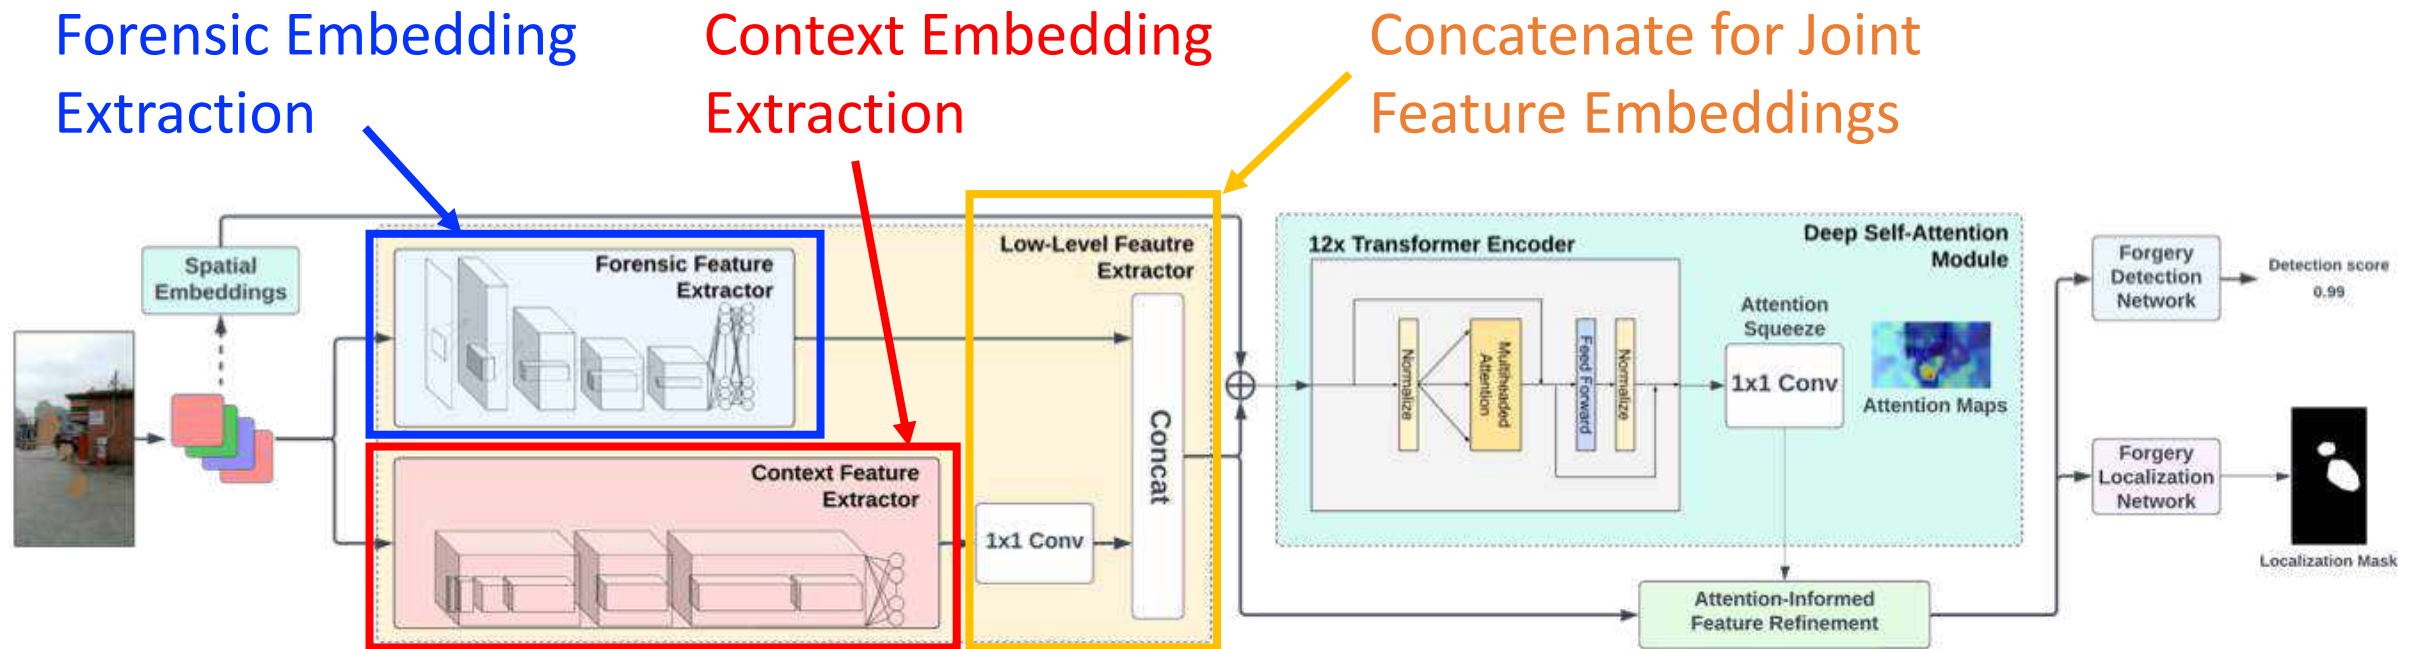 Forensic Embedding
Extraction
Context Embedding
Extraction
Concatenate for Joint
Feature Embeddings
Spatial
Embeddings
Forensic Feature
Extractor
Low-Level Feautre
Extractor
Context Feature
Extractor
1x1 Conv
Concat
12x Transformer Encoder
Deep Self-Attention
Module
Normalize
Multiheaded
Attention
Feed Forward
Normalize
Attention
Squeeze
1x1 Conv
Attention Maps
Attention-Informed
Feature Refinement
Forgery
Detection
Network
Detection score
0.99
Forgery
Localization
Network
Localization Mask